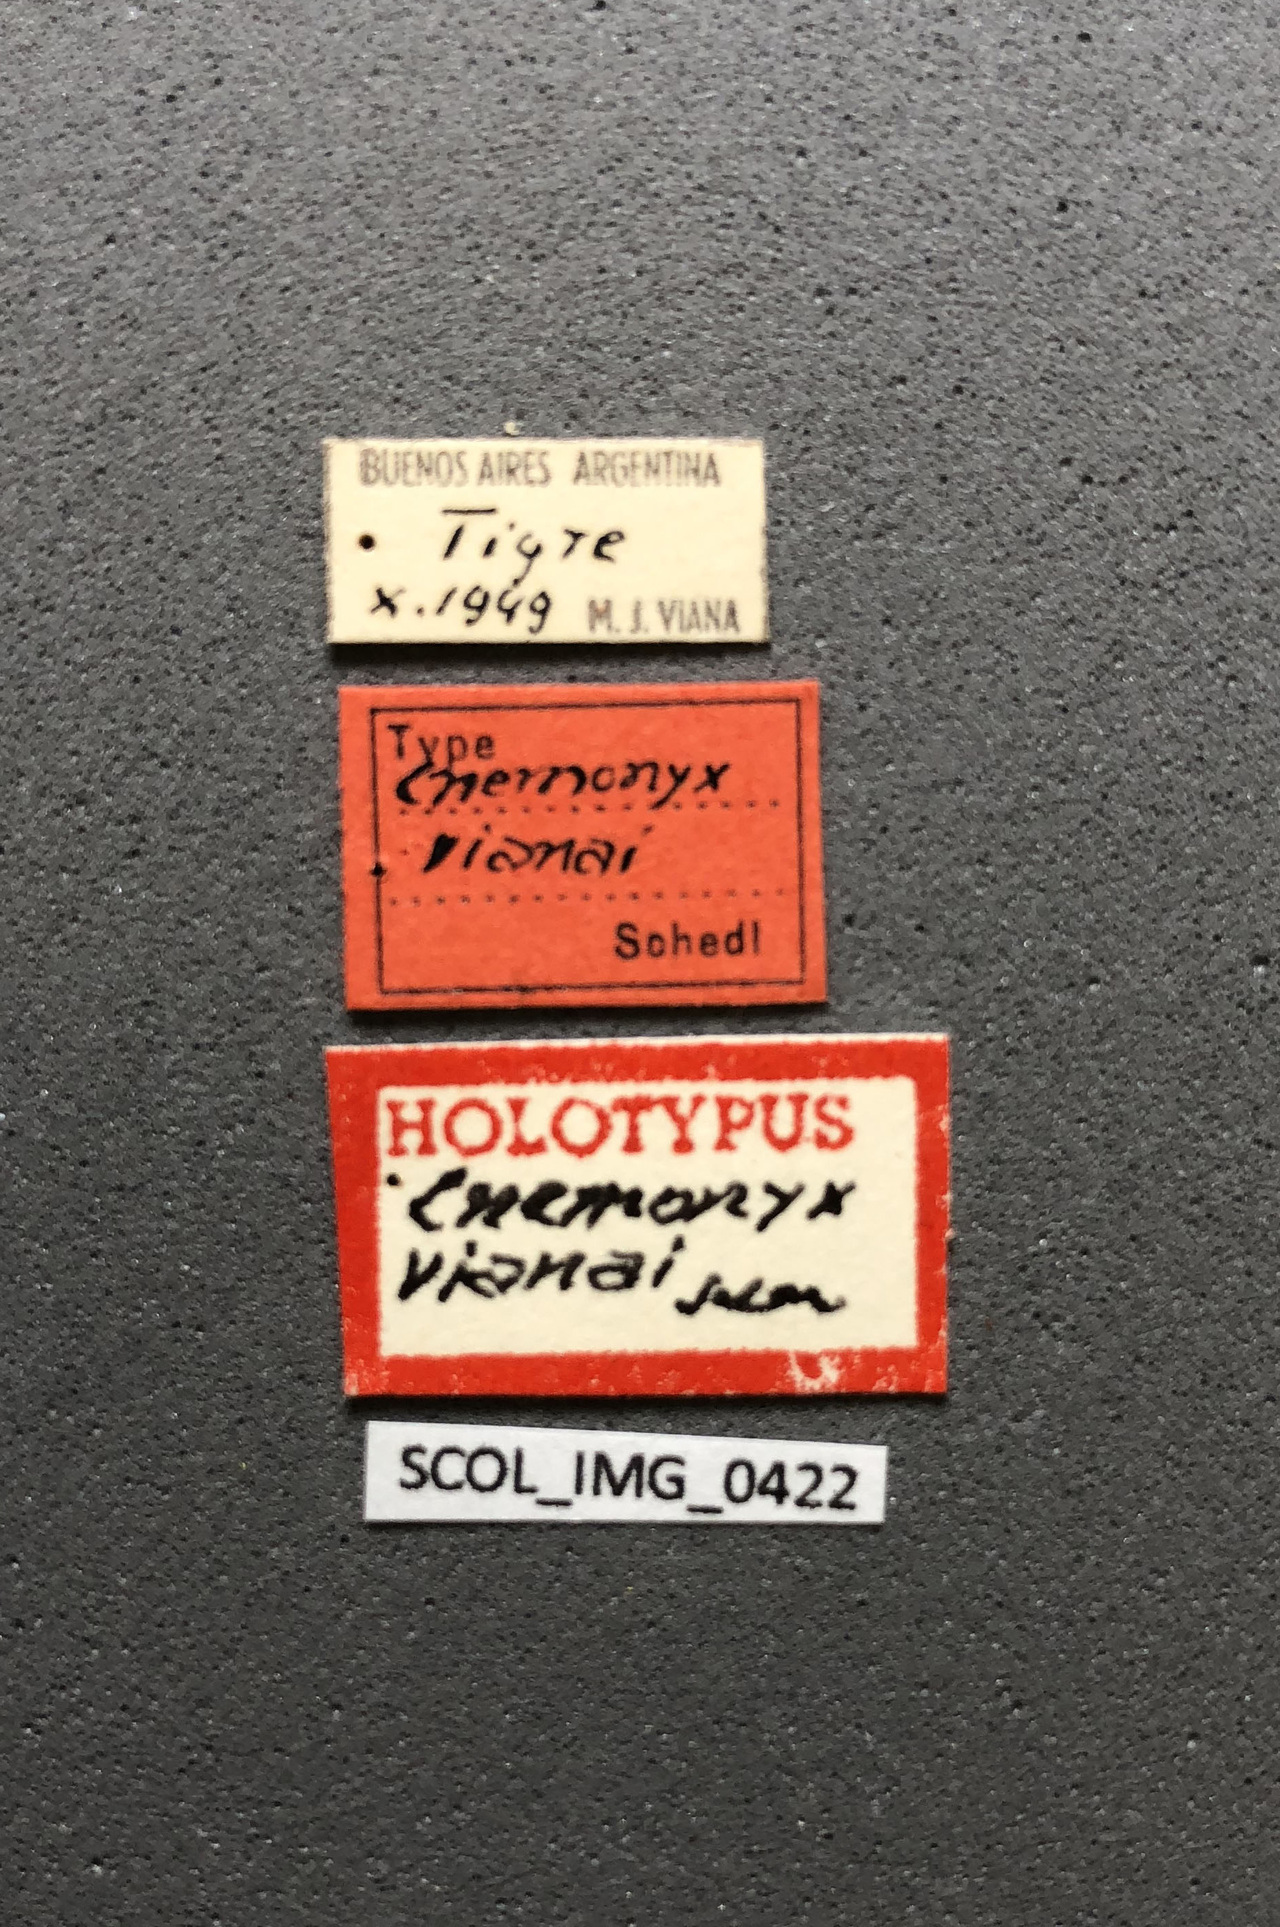 BUENOS AIRES ARGENTINA
Tigre
x.1949 M. J. VIANA
Type
Cnemonyx
vianai
Schedl
HOLOTYPUS
Cnemonyx
vianai
SCOL_IMG_0422